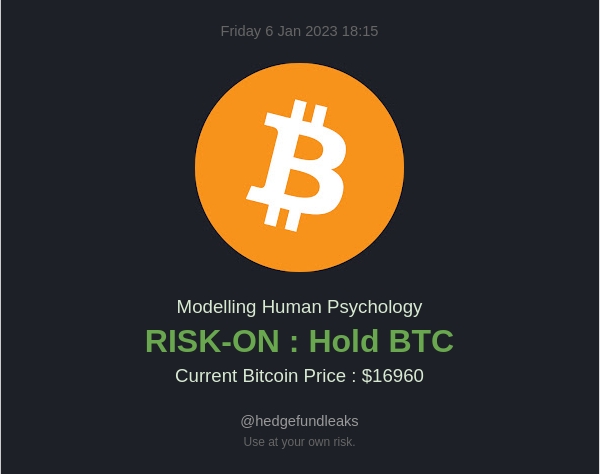 Friday 6 Jan 2023 18:15
Modelling Human Psychology
RISK-ON : Hold BTC
Current Bitcoin Price : $16960
@hedgefundleaks
Use at your own risk.